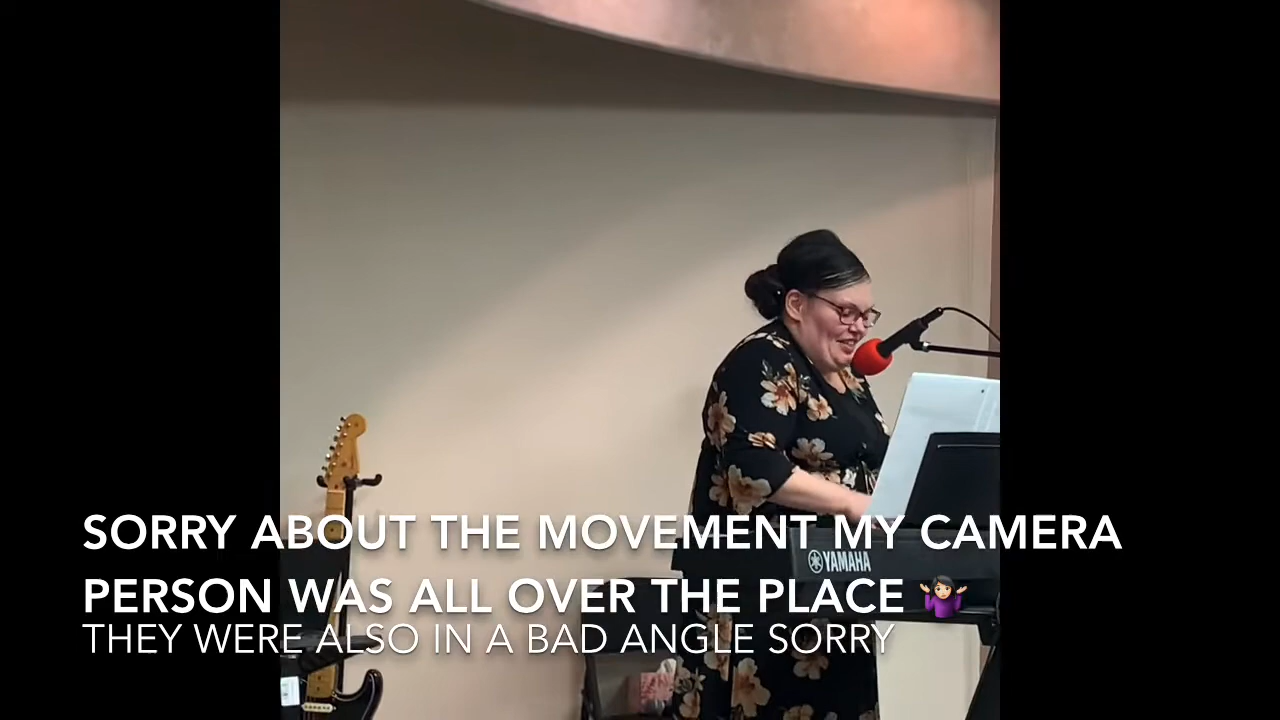 SORRY ABOUT THE MOVEMENT MY CAMERA
PERSON WAS ALL OVER THE PLACE 🤷🏻‍♀️
THEY WERE ALSO IN A BAD ANGLE SORRY
YAMAHA